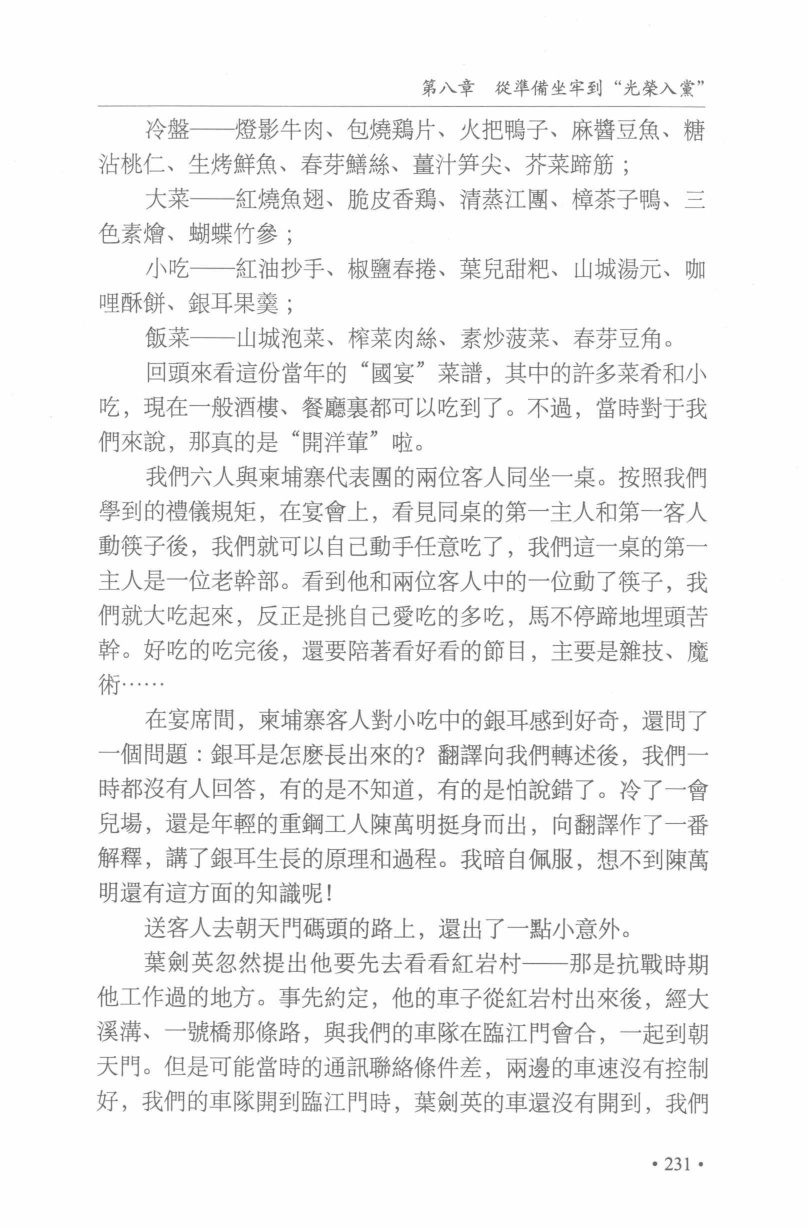 第八章　從準備坐牢到“光榮入黨”
冷盤——燈影牛肉、包燒鶏片、火把鴨子、麻醬豆魚、糖
沾桃仁、生烤鮮魚、春芽鱔絲、薑汁笋尖、芥菜蹄筋；
大菜——紅燒魚翅、脆皮香鶏、清蒸江團、樟茶子鴨、三
色素燴、蝴蝶竹參；
小吃——紅油抄手、椒鹽春捲、葉兒甜粑、山城湯元、咖
哩酥餅、銀耳果羹；
飯菜——山城泡菜、榨菜肉絲、素炒菠菜、春芽豆角。
回頭來看這份當年的“國宴”菜譜，其中的許多菜肴和小
吃，現在一般酒樓、餐廳裏都可以吃到了。不過，當時對于我
們來說，那真的是“開洋葷”啦。
我們六人與柬埔寨代表團的兩位客人同坐一桌。按照我們
學到的禮儀規矩，在宴會上，看見同桌的第一主人和第一客人
動筷子後，我們就可以自己動手任意吃了，我們這一桌的第一
主人是一位老幹部。看到他和兩位客人中的一位動了筷子，我
們就大吃起來，反正是挑自己愛吃的多吃，馬不停蹄地埋頭苦
幹。好吃的吃完後，還要陪著看好看的節目，主要是雜技、魔
術……
在宴席間，柬埔寨客人對小吃中的銀耳感到好奇，還問了
一個問題：銀耳是怎麽長出來的？翻譯向我們轉述後，我們一
時都沒有人回答，有的是不知道，有的是怕說錯了。冷了一會
兒場，還是年輕的重鋼工人陳萬明挺身而出，向翻譯作了一番
解釋，講了銀耳生長的原理和過程。我暗自佩服，想不到陳萬
明還有這方面的知識呢！
送客人去朝天門碼頭的路上，還出了一點小意外。
葉劍英忽然提出他要先去看看紅岩村——那是抗戰時期
他工作過的地方。事先約定，他的車子從紅岩村出來後，經大
溪溝、一號橋那條路，與我們的車隊在臨江門會合，一起到朝
天門。但是可能當時的通訊聯絡條件差，兩邊的車速沒有控制
好，我們的車隊開到臨江門時，葉劍英的車還沒有開到，我們
·231·